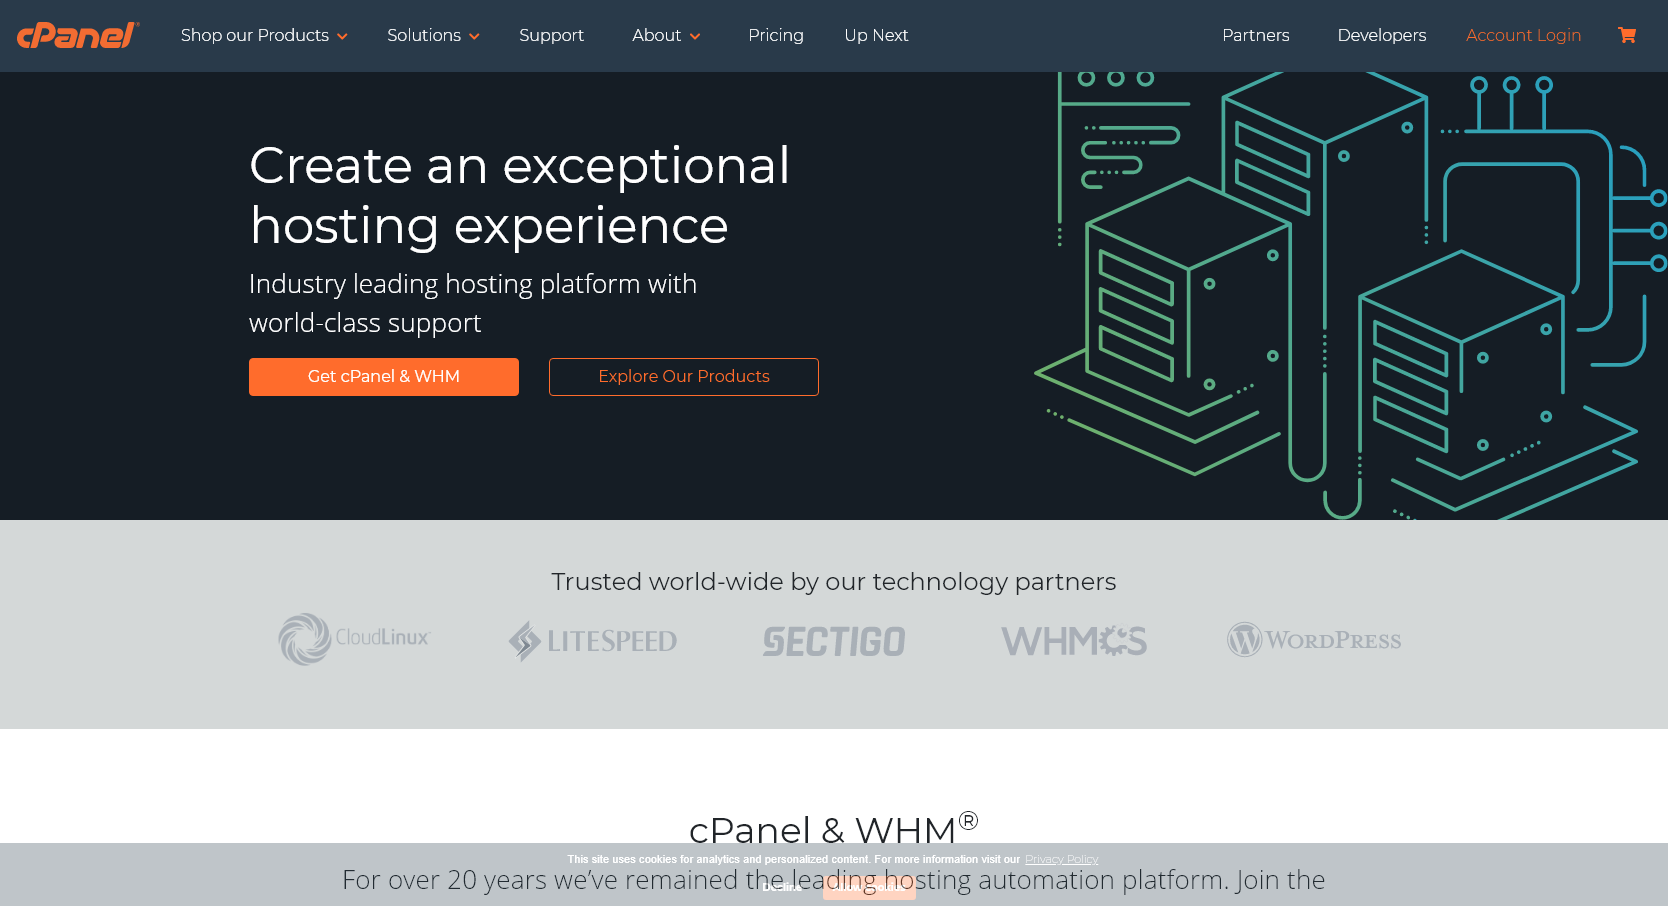 cPanel
Shop our Products
Solutions
Support
About
Pricing
Up Next
Partners
Developers
Account Login
Create an exceptional
hosting experience
Industry leading hosting platform with
world-class support
Get cPanel & WHM
Explore Our Products
Trusted world-wide by our technology partners
CloudLinux
LITESPEED
SECTIGO
WHMCS
WORDPRESS
cPanel & WHM®
This site uses cookies for analytics and personalized content. For more information visit our Privacy Policy
For over 20 years we've remained the leading hosting automation platform. Join the
Decline
Allow cookies